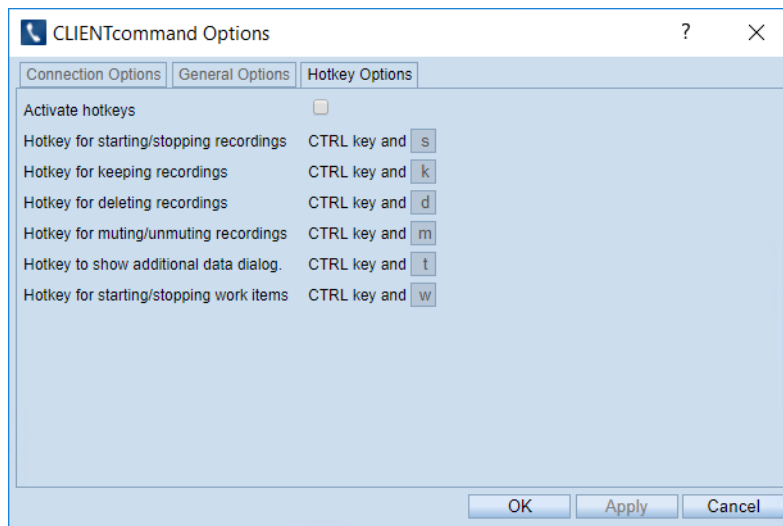 CLIENTcommand Options
?
Connection Options General Options Hotkey Options
Activate hotkeys
Hotkey for starting/stopping recordings CTRL key and s
Hotkey for keeping recordings CTRL key and k
Hotkey for deleting recordings CTRL key and d
Hotkey for muting/unmuting recordings CTRL key and m
Hotkey to show additional data dialog. CTRL key and t
Hotkey for starting/stopping work items CTRL key and w
OK Apply Cancel